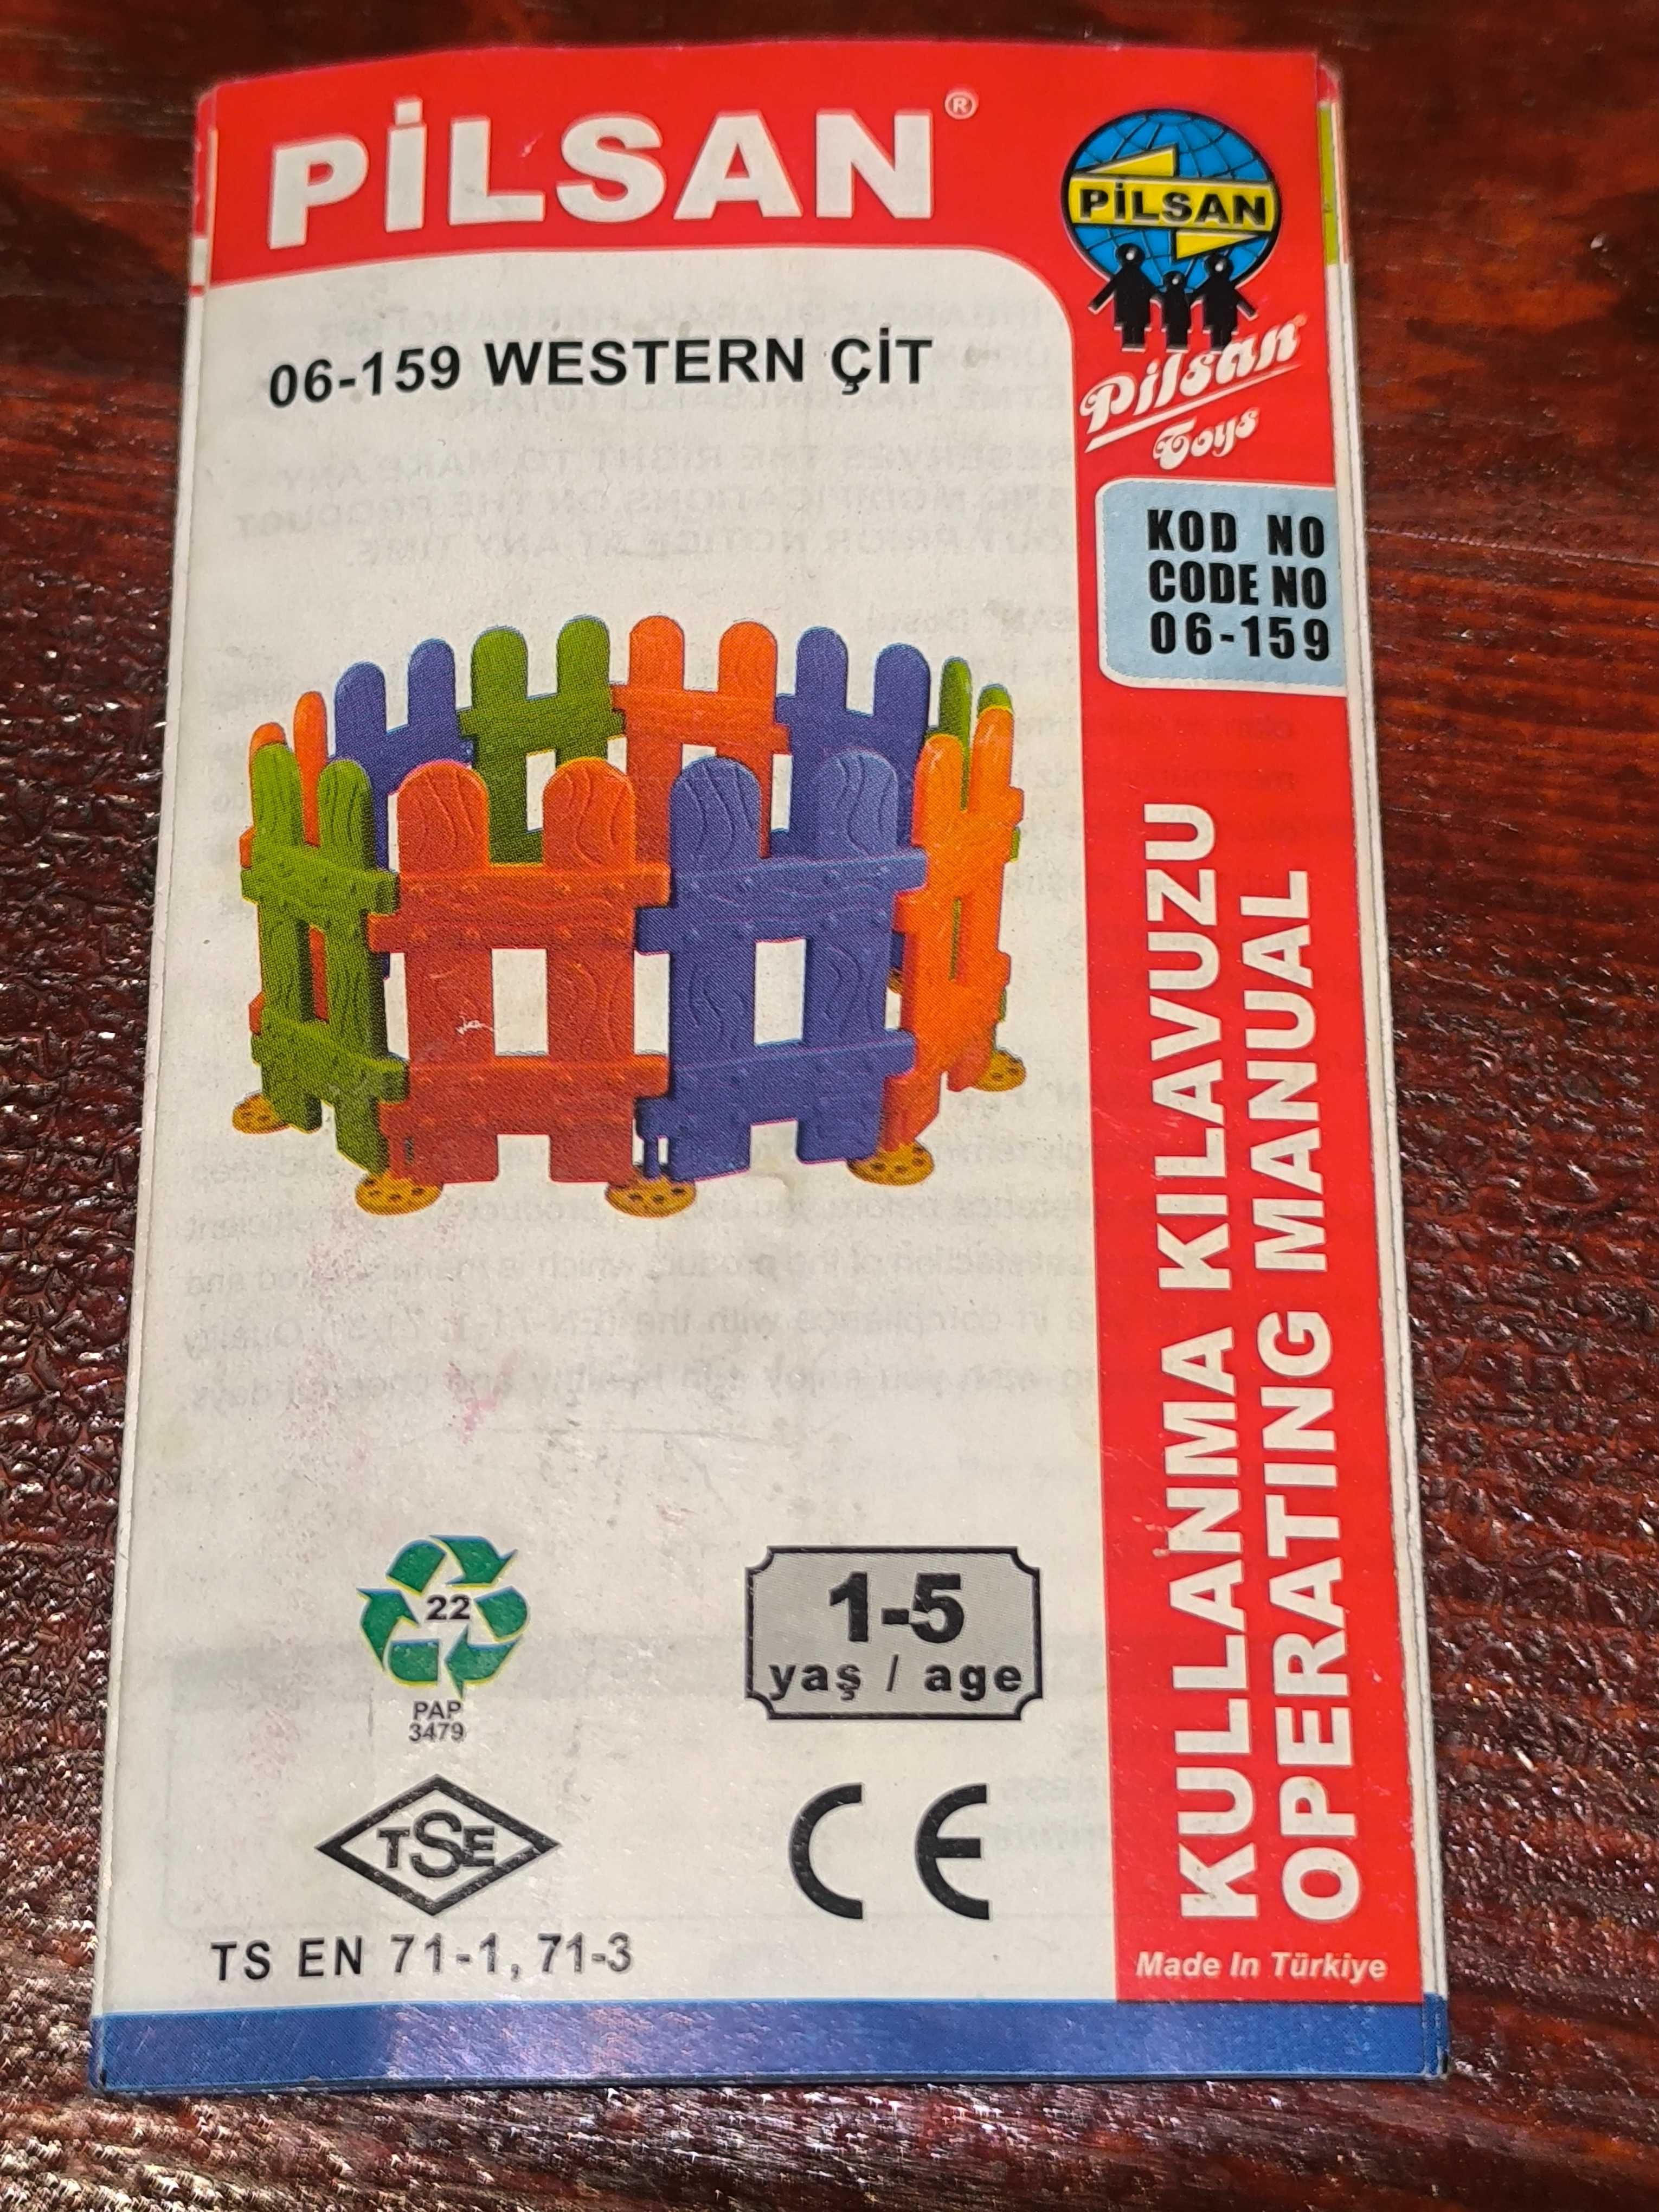 PİLSAN®
PİLSAN
Pilsan
Toys
06-159 WESTERN ÇİT
KOD NO
CODE NO
06-159
KULLANMA KILAVUZU
OPERATING MANUAL
22
PAP
3479
1-5
yaş / age
TSE
CE
TS EN 71-1, 71-3
Made In Türkiye